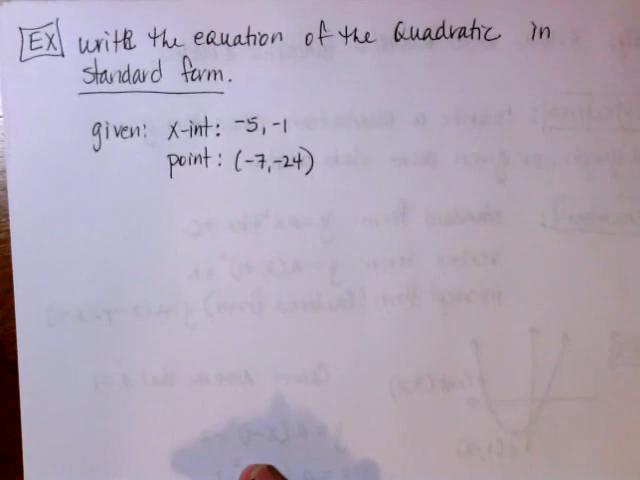 EX write the equation of the Quadratic in
standard form.
given: x-int: -5, -1
point: (-7, -24)